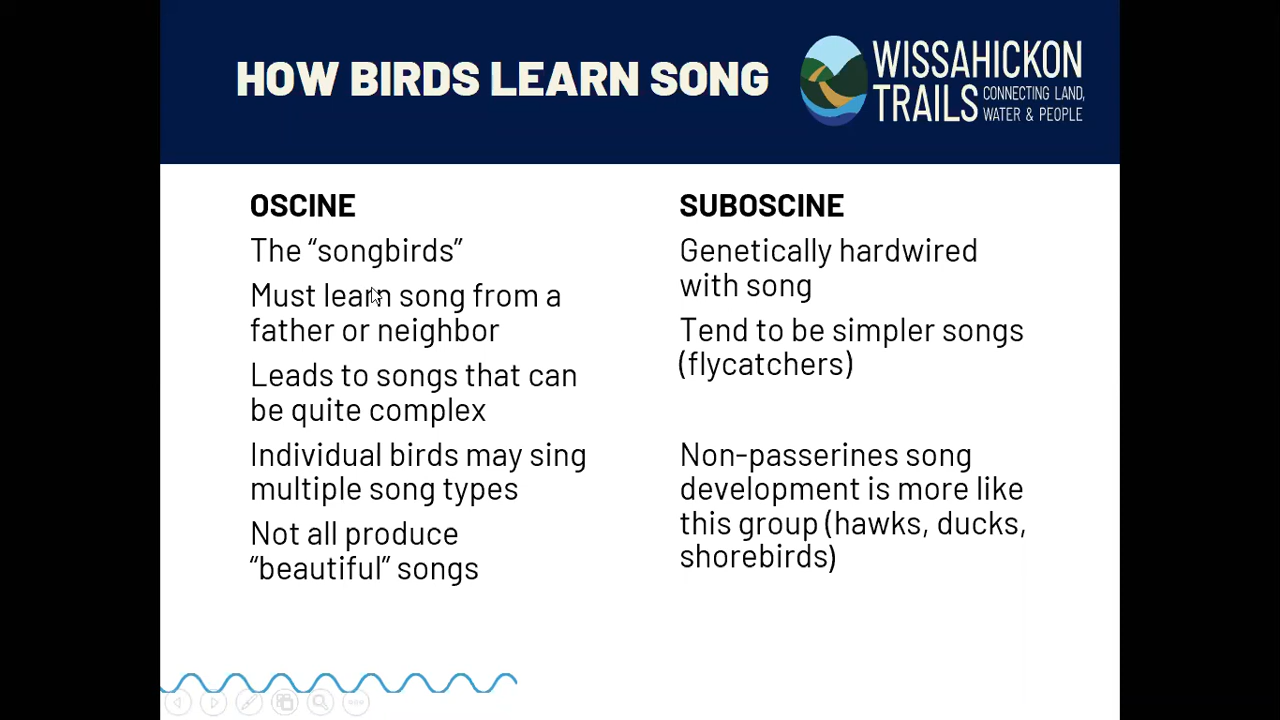 HOW BIRDS LEARN SONG
WISSAHICKON
TRAILS
CONNECTING LAND,
WATER & PEOPLE
OSCINE
The “songbirds”
Must learn song from a
father or neighbor
Leads to songs that can
be quite complex
Individual birds may sing
multiple song types
Not all produce
“beautiful” songs
SUBOSCINE
Genetically hardwired
with song
Tend to be simpler songs
(flycatchers)
Non-passerines song
development is more like
this group (hawks, ducks,
shorebirds)